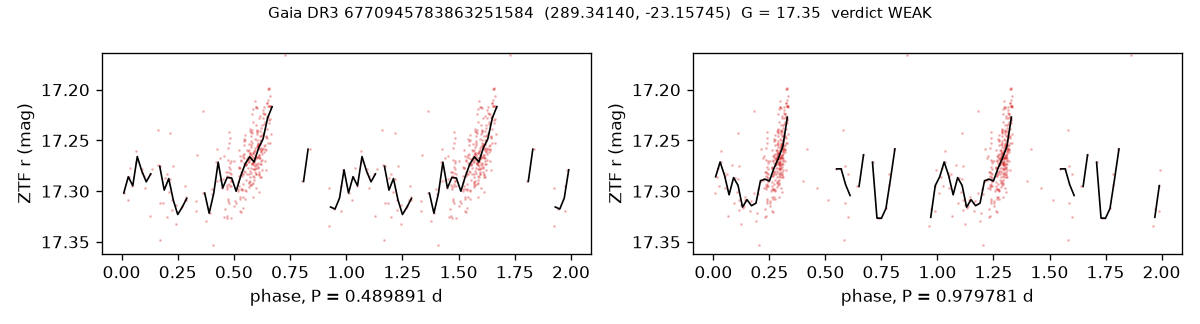 Gaia DR3 6770945783863251584 (289.34140, -23.15745) G = 17.35 verdict WEAK
ZTF r (mag)
17.20
17.25
17.30
17.35
0.00 0.25 0.50 0.75 1.00 1.25 1.50 1.75 2.00
phase, P = 0.489891 d
ZTF r (mag)
17.20
17.25
17.30
17.35
0.00 0.25 0.50 0.75 1.00 1.25 1.50 1.75 2.00
phase, P = 0.979781 d